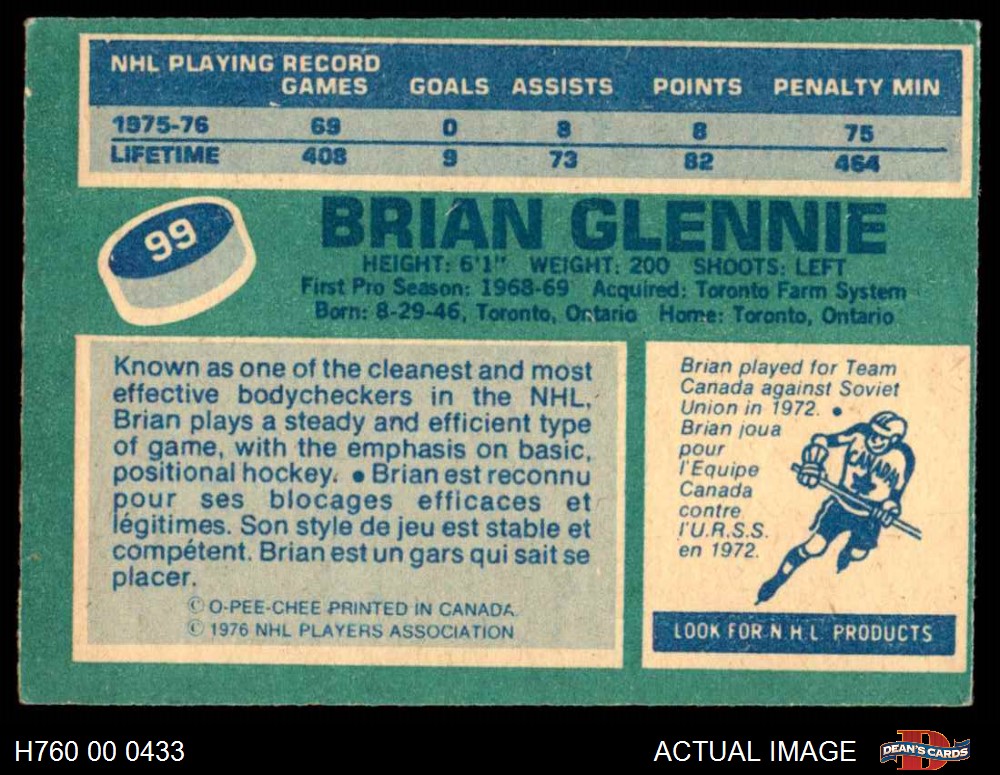 NHL PLAYING RECORD
GAMES GOALS ASSISTS POINTS PENALTY MIN
1975-76 69 0 8 8 75
LIFETIME 408 9 73 82 464
99
BRIAN GLENNIE
HEIGHT: 6'1" WEIGHT: 200 SHOOTS: LEFT
First Pro Season: 1968-69 Acquired: Toronto Farm System
Born: 8-29-46, Toronto, Ontario Home: Toronto, Ontario
Known as one of the cleanest and most
effective bodycheckers in the NHL,
Brian plays a steady and efficient type
of game, with the emphasis on basic,
positional hockey. ● Brian est reconnu
pour ses blocages efficaces et
légitimes. Son style de jeu est stable et
compétent. Brian est un gars qui sait se
placer.
© O-PEE-CHEE PRINTED IN CANADA.
© 1976 NHL PLAYERS ASSOCIATION
Brian played for Team
Canada against Soviet
Union in 1972. ●
Brian joua
pour
l'Équipe
Canada
contre
l'U.R.S.S.
en 1972.
CANADA
LOOK FOR N H L PRODUCTS
H760 00 0433
ACTUAL IMAGE
DEAN'S CARDS